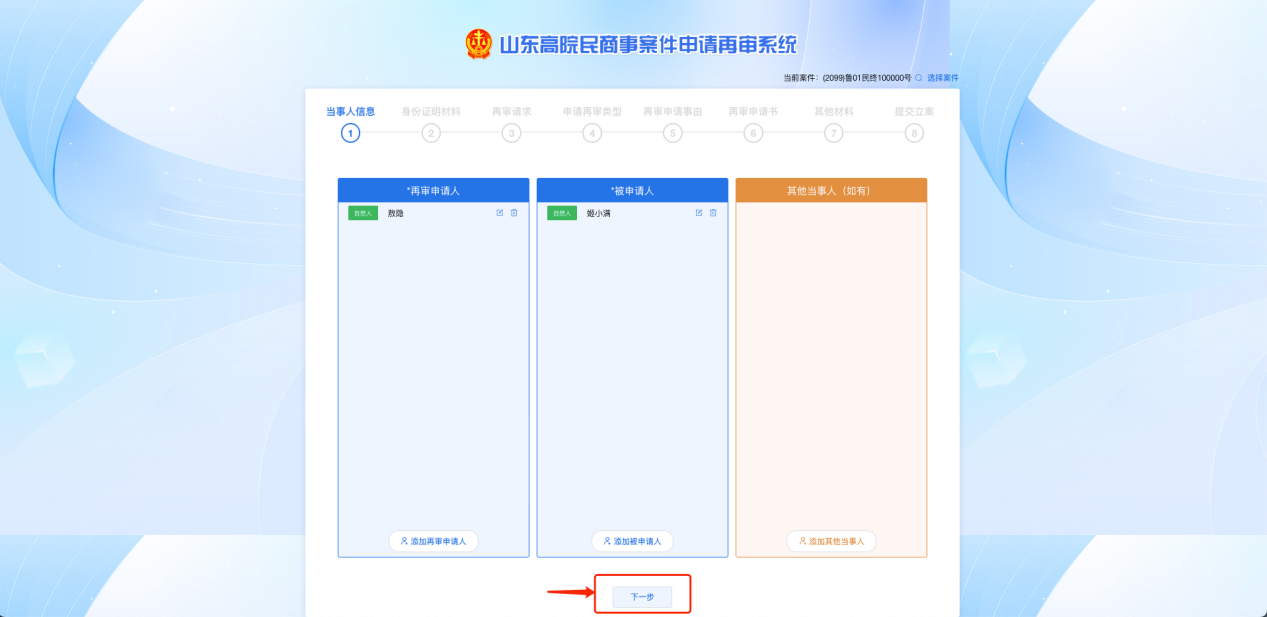 山东高院民商事案件申请再审系统
当前案件：(2099)鲁01民终100000号 选择案件
当事人信息 身份证明材料 再审请求 申请再审类型 再审申请事由 再审申请书 其他材料 提交立案
1 2 3 4 5 6 7 8
*再审申请人 *被申请人 其他当事人（如有）
自然人 敖隐 自然人 姬小满
添加再审申请人 添加被申请人 添加其他当事人
下一步